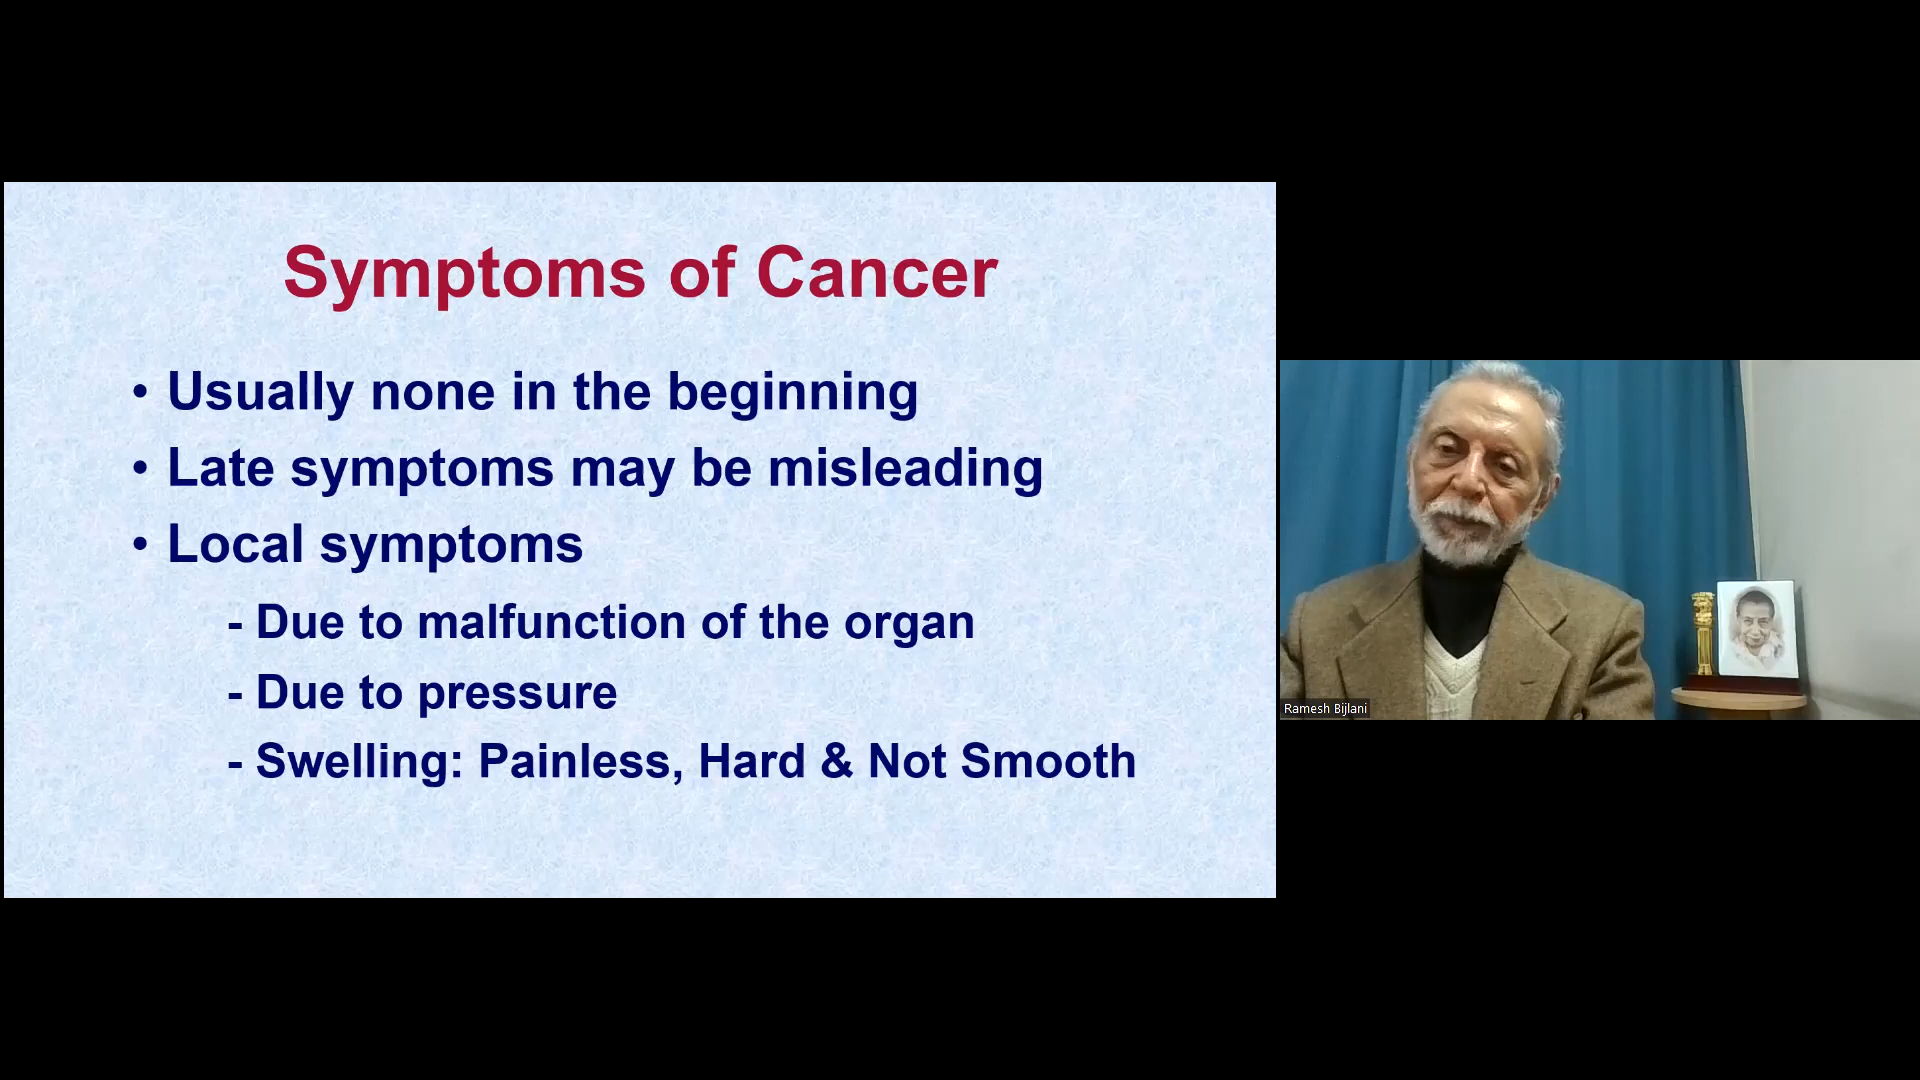 Symptoms of Cancer
• Usually none in the beginning
• Late symptoms may be misleading
• Local symptoms
- Due to malfunction of the organ
- Due to pressure
- Swelling: Painless, Hard & Not Smooth
Ramesh Bijlani